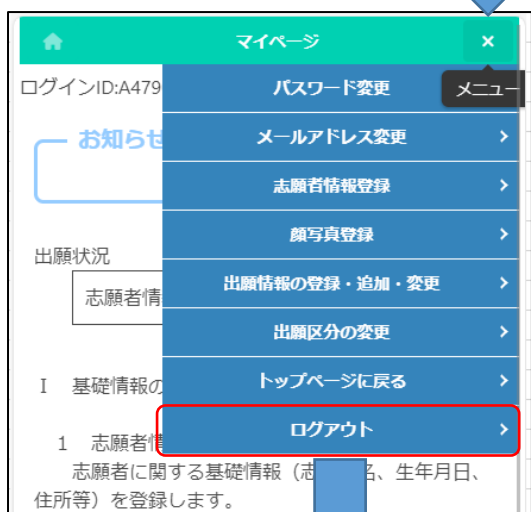 マイページ
×
ログインID:A479
パスワード変更
メニュー
お知らせ
メールアドレス変更
志願者情報登録
顔写真登録
出願状況
志願者情
出願情報の登録・追加・変更
出願区分の変更
トップページに戻る
Ⅰ 基礎情報の
ログアウト
1 志願者情
志願者に関する基礎情報（志 名、生年月日、
住所等）を登録します。